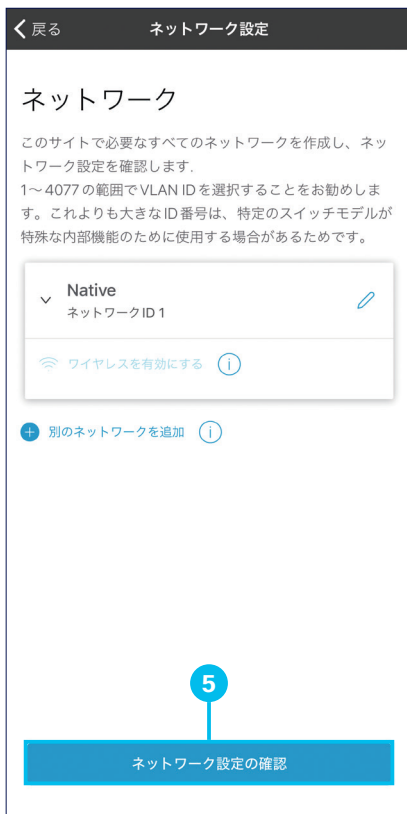 戻る ネットワーク設定
ネットワーク
このサイトで必要なすべてのネットワークを作成し、ネッ
トワーク設定を確認します.
1～4077の範囲でVLAN IDを選択することをお勧めしま
す。これよりも大きなID番号は、特定のスイッチモデルが
特殊な内部機能のために使用する場合があるためです。
Native
ネットワークID 1
ワイヤレスを有効にする i
別のネットワークを追加 i
5
ネットワーク設定の確認